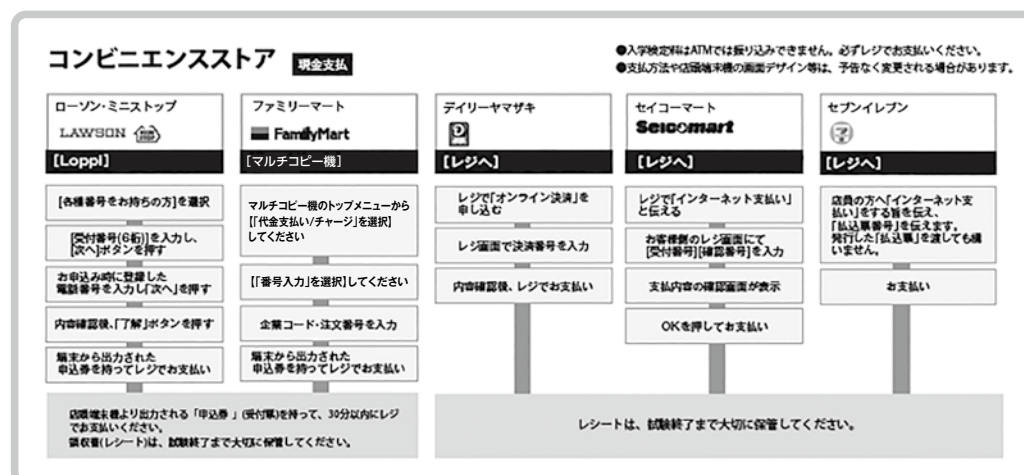 コンビニエンスストア 現金支払
●入学検定料はATMでは振り込みできません。必ずレジでお支払いください。
●支払方法や店頭端末機の画面デザイン等は、予告なく変更される場合があります。
ローソン・ミニストップ
LAWSON
[Loppi]
[各種番号をお持ちの方]を選択
[受付番号(6桁)]を入力し、
[次へ]ボタンを押す
お申込み時に登録した
電話番号を入力し「次へ」を押す
内容確認後、「了解」ボタンを押す
端末から出力された
申込券を持ってレジでお支払い
ファミリーマート
FamilyMart
[マルチコピー機]
マルチコピー機のトップメニューから
【「代金支払い/チャージ」を選択】
してください
【「番号入力」を選択】してください
企業コード・注文番号を入力
端末から出力された
申込券を持ってレジでお支払い
店頭端末機より出力される「申込券」(受付票)を持って、30分以内にレジ
でお支払いください。
領収書(レシート)は、試験終了まで大切に保管してください。
デイリーヤマザキ
[レジへ]
レジで「オンライン決済」を
申し込む
レジ画面で決済番号を入力
内容確認後、レジでお支払い
セイコーマート
Seicomart
[レジへ]
レジで「インターネット支払い」
と伝える
お客様側のレジ画面にて
[受付番号][確認番号]を入力
支払内容の確認画面が表示
OKを押してお支払い
セブンイレブン
[レジへ]
店員の方へ「インターネット支
払い」をする旨を伝え、
「払込票番号」を伝えます。
発行した「払込票」を渡しても構
いません。
お支払い
レシートは、試験終了まで大切に保管してください。